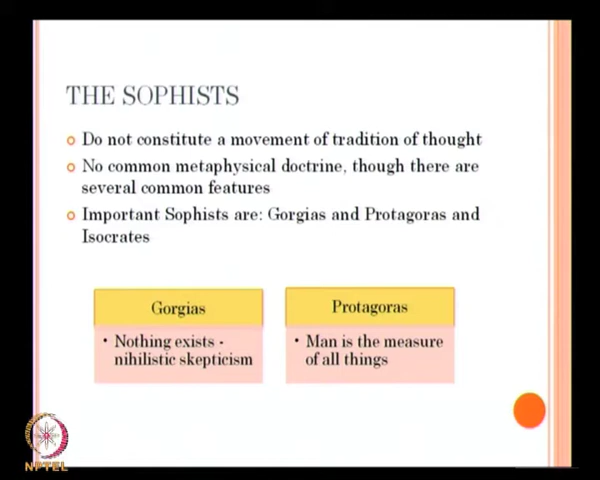 THE SOPHISTS
Do not constitute a movement of tradition of thought
No common metaphysical doctrine, though there are
several common features
Important Sophists are: Gorgias and Protagoras and
Isocrates
Gorgias
• Nothing exists -
nihilistic skepticism
Protagoras
• Man is the measure
of all things
NPTEL